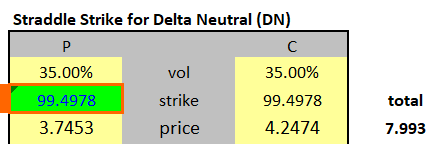 Straddle Strike for Delta Neutral (DN)
P C
35.00% vol 35.00%
99.4978 strike 99.4978 total
3.7453 price 4.2474 7.993